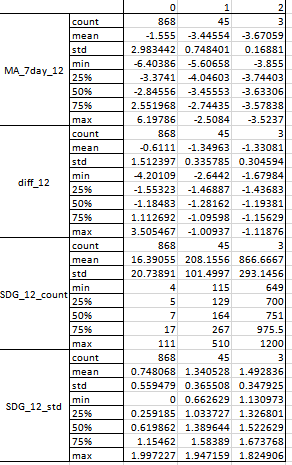 0 1 2
MA_7day_12
count 868 45 3
mean -1.555 -3.44554 -3.67059
std 2.983442 0.748401 0.16881
min -6.40386 -5.60658 -3.855
25% -3.3741 -4.04603 -3.74403
50% -2.84556 -3.45553 -3.63306
75% 2.551968 -2.74435 -3.57838
max 6.19786 -2.5084 -3.5237
diff_12
count 868 45 3
mean -0.6111 -1.34963 -1.33081
std 1.512397 0.335785 0.304594
min -4.20109 -2.6442 -1.67984
25% -1.55323 -1.46887 -1.43683
50% -1.18483 -1.28162 -1.19381
75% 1.112692 -1.09598 -1.15629
max 3.505467 -1.00937 -1.11876
SDG_12_count
count 868 45 3
mean 16.39055 208.1556 866.6667
std 20.73891 101.4997 293.1456
min 4 115 649
25% 5 129 700
50% 7 164 751
75% 17 267 975.5
max 111 510 1200
SDG_12_std
count 868 45 3
mean 0.748068 1.340528 1.492836
std 0.559479 0.365508 0.347925
min 0 0.662629 1.130973
25% 0.259185 1.033727 1.326801
50% 0.619862 1.389644 1.522629
75% 1.15462 1.58389 1.673768
max 1.997227 1.947159 1.824906